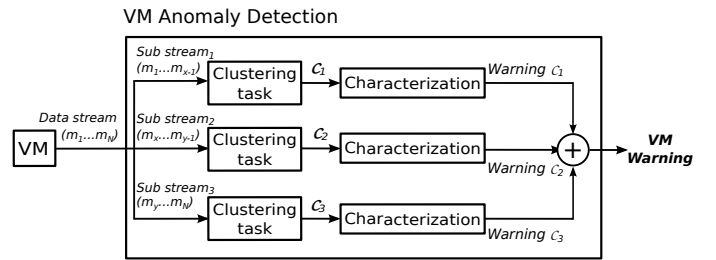 VM Anomaly Detection
Sub stream1
(m1...mx-1)
Clustering
task
C1
Characterization
Warning C1
Data stream
(m1...mN)
VM
Sub stream2
(mx...my-1)
Clustering
task
C2
Characterization
Warning C2
+
VM
Warning
Sub stream3
(my...mN)
Clustering
task
C3
Characterization
Warning C3